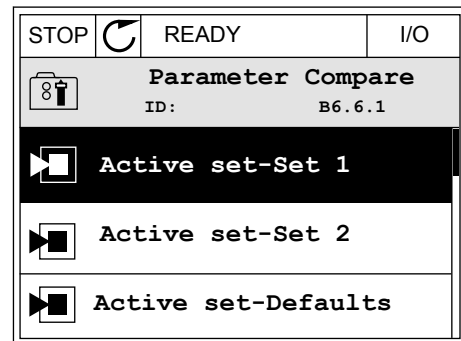 STOP READY I/O
Parameter Compare
ID: B6.6.1
Active set-Set 1
Active set-Set 2
Active set-Defaults